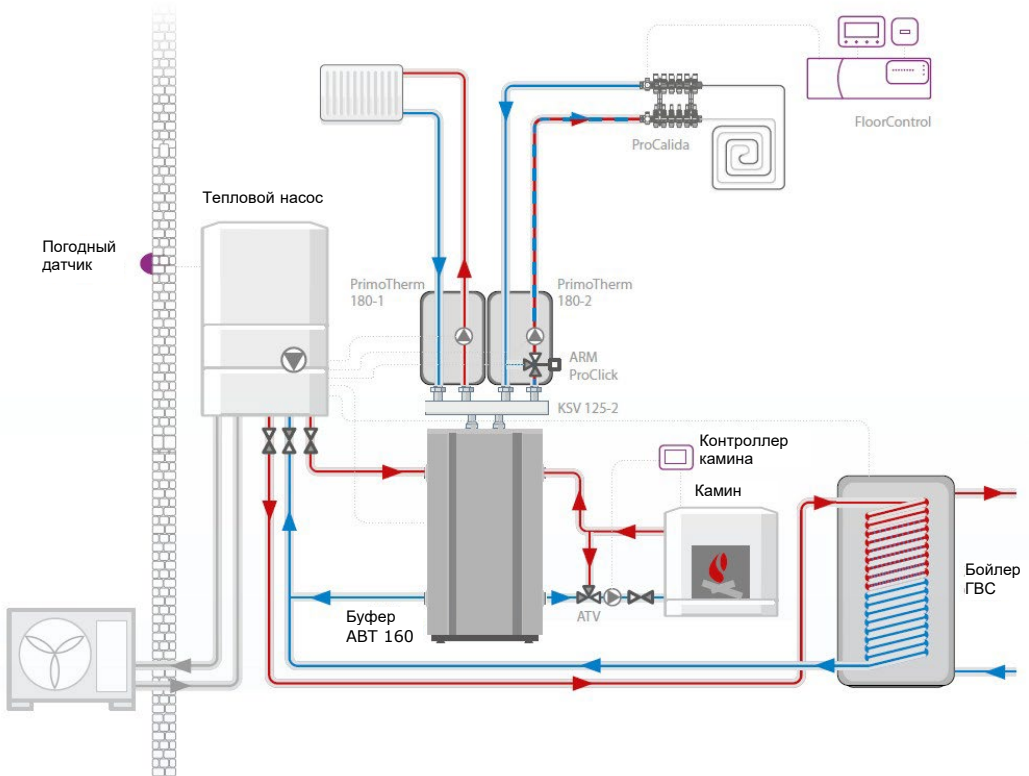 FloorControl
ProCalida
Тепловой насос
Погодный
датчик
PrimoTherm
180-1
PrimoTherm
180-2
ARM
ProClick
KSV 125-2
Контроллер
камина
Камин
Бойлер
ГВС
Буфер
АВТ 160
ATV